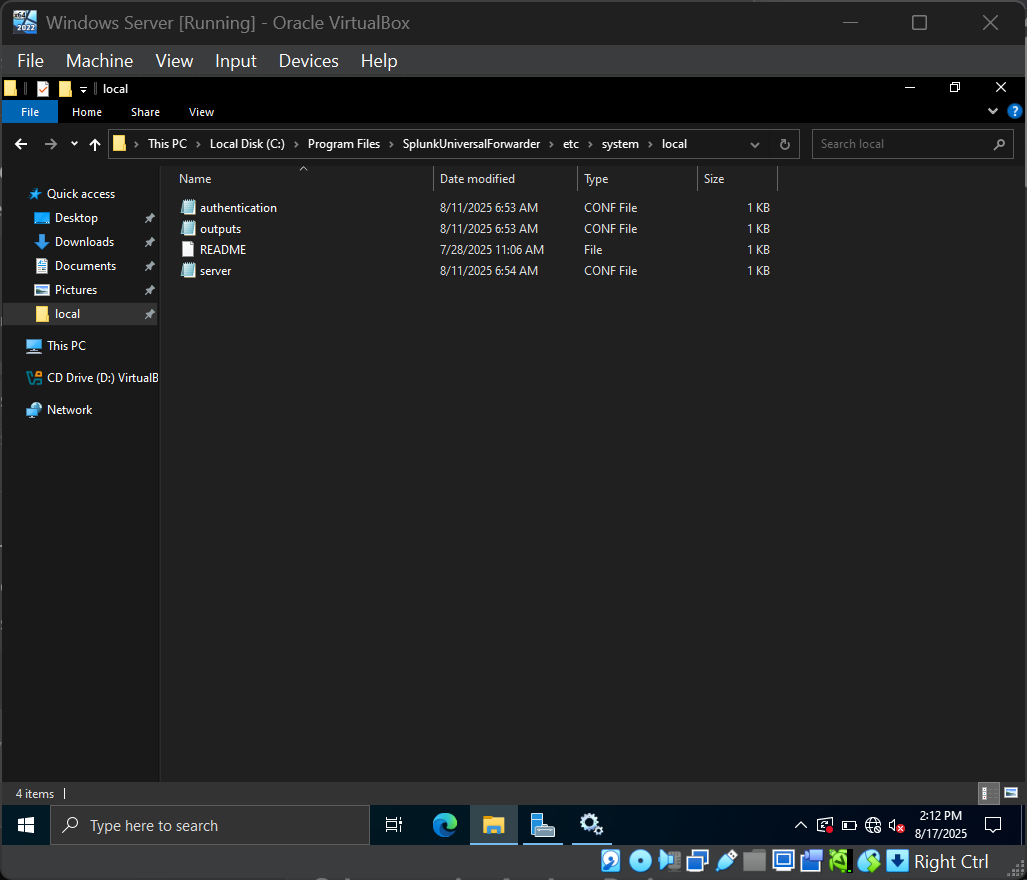 Windows Server [Running] - Oracle VirtualBox
File Machine View Input Devices Help
local
File Home Share View
This PC Local Disk (C:) Program Files SplunkUniversalForwarder etc system local
Search local
Name Date modified Type Size
Quick access
Desktop
Downloads
Documents
Pictures
local
This PC
CD Drive (D:) VirtualB
Network
authentication 8/11/2025 6:53 AM CONF File 1 KB
outputs 8/11/2025 6:53 AM CONF File 1 KB
README 7/28/2025 11:06 AM File 1 KB
server 8/11/2025 6:54 AM CONF File 1 KB
4 items
Type here to search
2:12 PM
8/17/2025
Right Ctrl